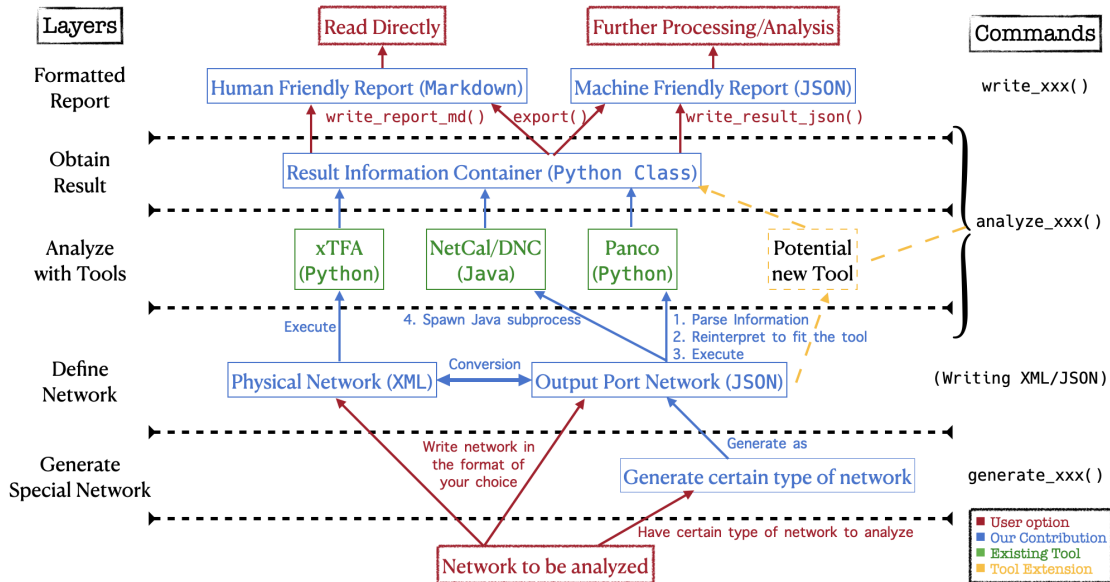 Layers
Read Directly
Further Processing/Analysis
Commands
Formatted
Report
Human Friendly Report (Markdown)
Machine Friendly Report (JSON)
write_xxx()
write_report_md()
export()
write_result_json()
Obtain
Result
Result Information Container (Python Class)
analyze_xxx()
Analyze
with Tools
xTFA
(Python)
NetCal/DNC
(Java)
Panco
(Python)
Potential
new Tool
Execute
4. Spawn Java subprocess
1. Parse Information
2. Reinterpret to fit the tool
3. Execute
Define
Network
Physical Network (XML)
Conversion
Output Port Network (JSON)
(Writing XML/JSON)
Write network in
the format of
your choice
Generate as
Generate
Special Network
Generate certain type of network
generate_xxx()
Have certain type of network to analyze
Network to be analyzed
User option
Our Contribution
Existing Tool
Tool Extension